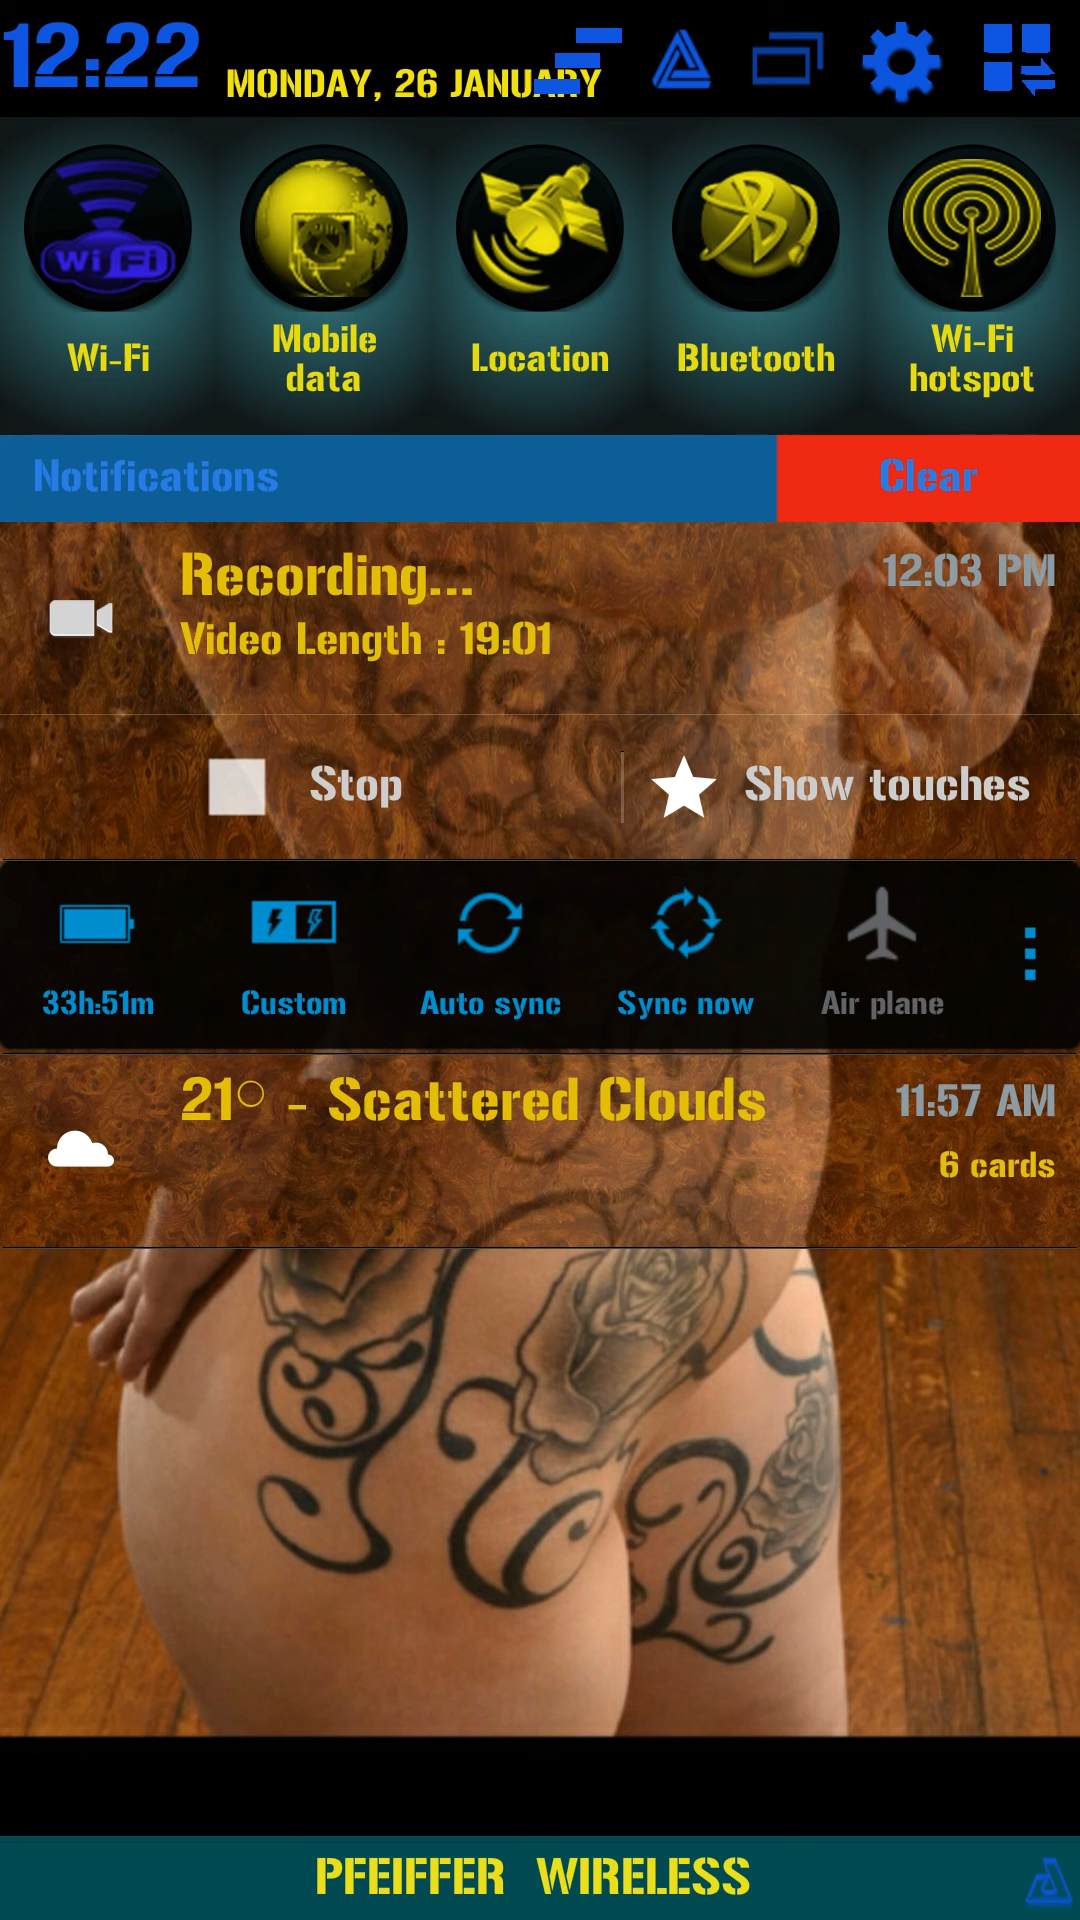 12:22
MONDAY, 26 JANUARY
Wi-Fi
Wi-Fi
Mobile
data
Location
Bluetooth
Wi-Fi
hotspot
Notifications
Clear
Recording...
12:03 PM
Video Length : 19:01
Stop
Show touches
33h:51m
Custom
Auto sync
Sync now
Air plane
21° - Scattered Clouds
11:57 AM
6 cards
PFEIFFER WIRELESS